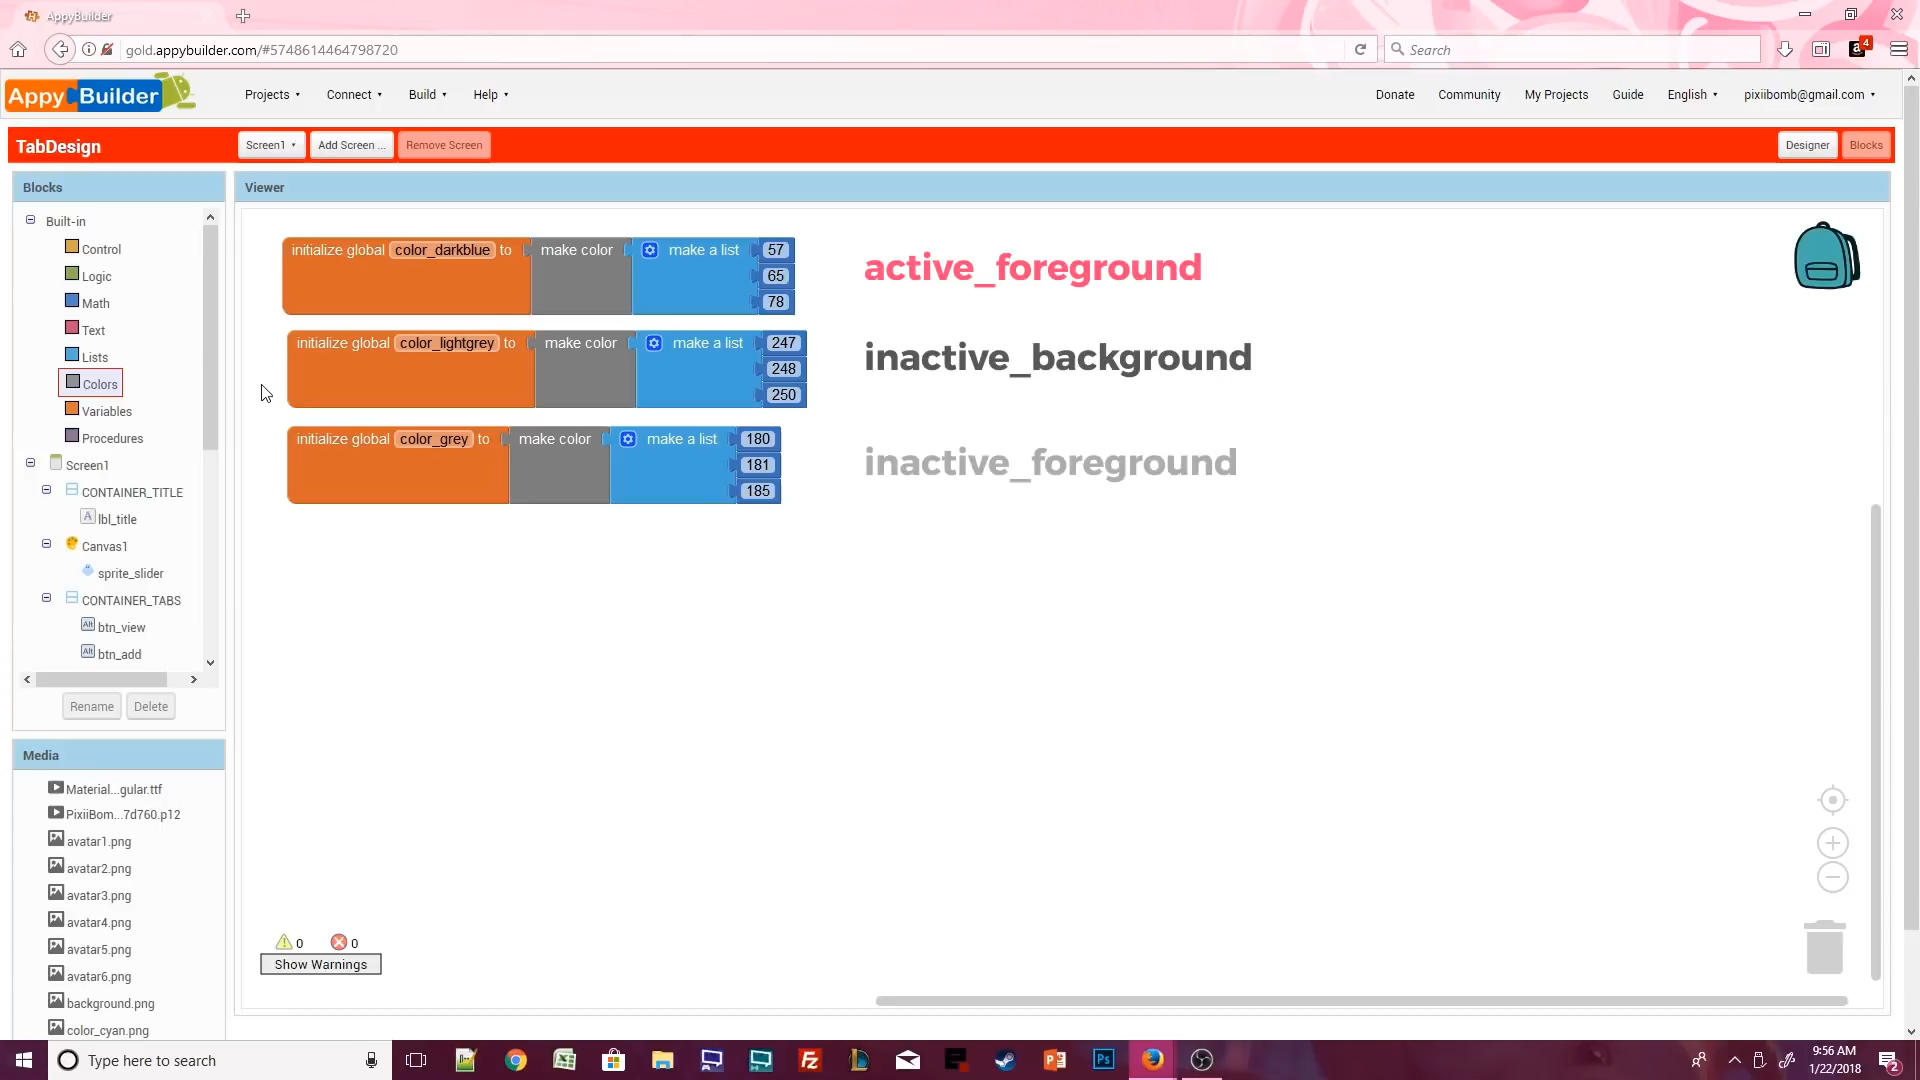 AppyBuilder
gold.appybuilder.com/#5748614464798720
Search
4
Appy Builder
Projects
Connect
Build
Help
Donate
Community
My Projects
Guide
English
pixiibomb@gmail.com
TabDesign
Screen1
Add Screen ...
Remove Screen
Designer
Blocks
Blocks
Viewer
Built-in
Control
Logic
Math
Text
Lists
Colors
Variables
Procedures
Screen1
CONTAINER_TITLE
lbl_title
Canvas1
sprite_slider
CONTAINER_TABS
btn_view
btn_add
Rename
Delete
Media
Material...gular.ttf
PixiiBom...7d760.p12
avatar1.png
avatar2.png
avatar3.png
avatar4.png
avatar5.png
avatar6.png
background.png
color_cyan.png
initialize global color_darkblue to make color make a list 57
65
78
active_foreground
initialize global color_lightgrey to make color make a list 247
248
250
inactive_background
initialize global color_grey to make color make a list 180
181
185
inactive_foreground
0 0
Show Warnings
Type here to search
9:56 AM
1/22/2018
2